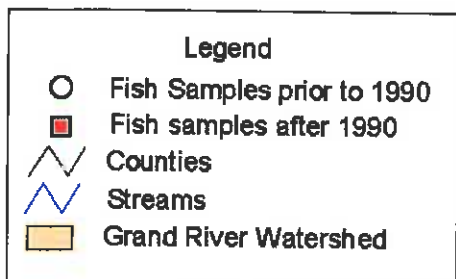 Legend
Fish Samples prior to 1990
Fish samples after 1990
Counties
Streams
Grand River Watershed